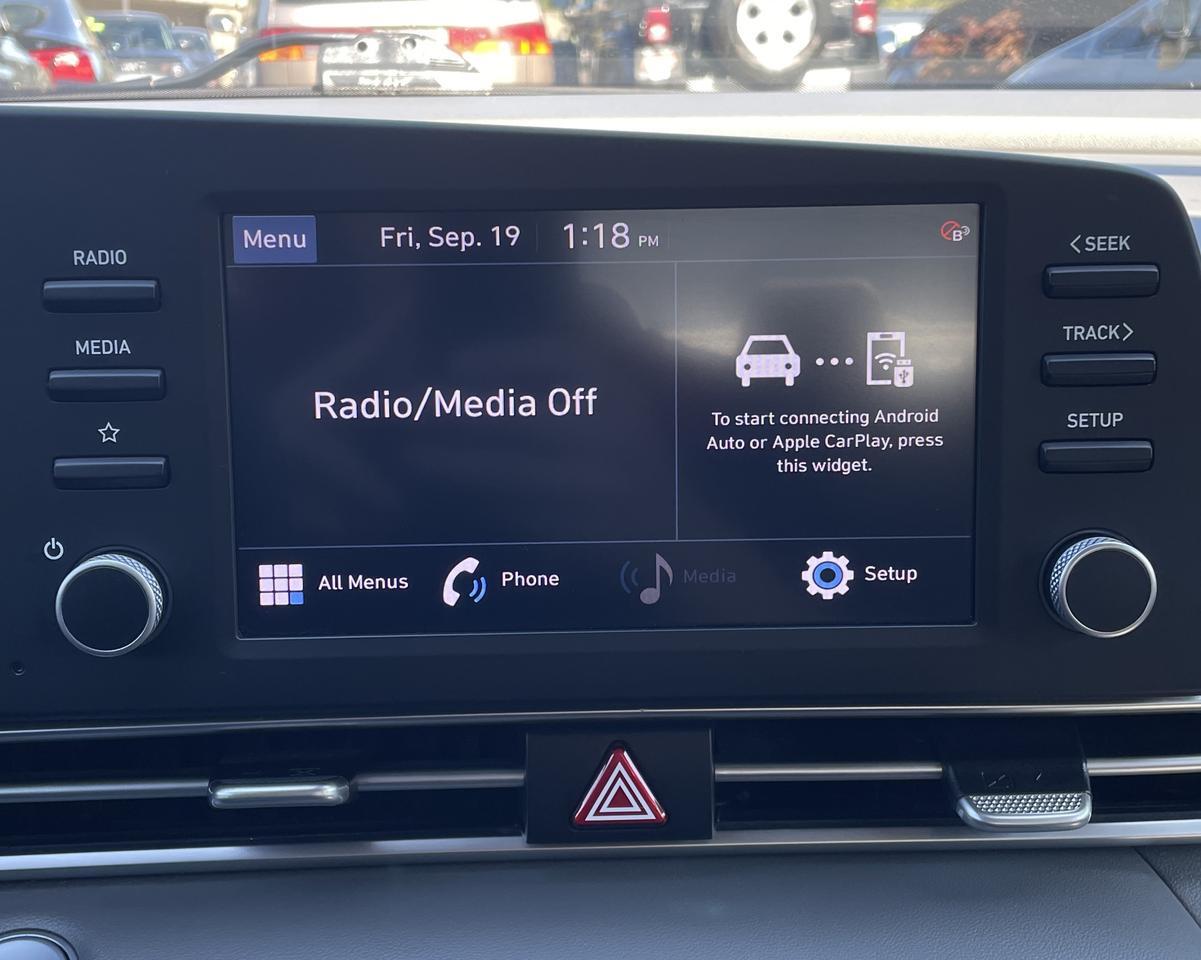 Menu
Fri, Sep. 19
1:18 PM
B
RADIO
MEDIA
< SEEK
TRACK >
SETUP
Radio/Media Off
To start connecting Android
Auto or Apple CarPlay, press
this widget.
All Menus
Phone
Media
Setup